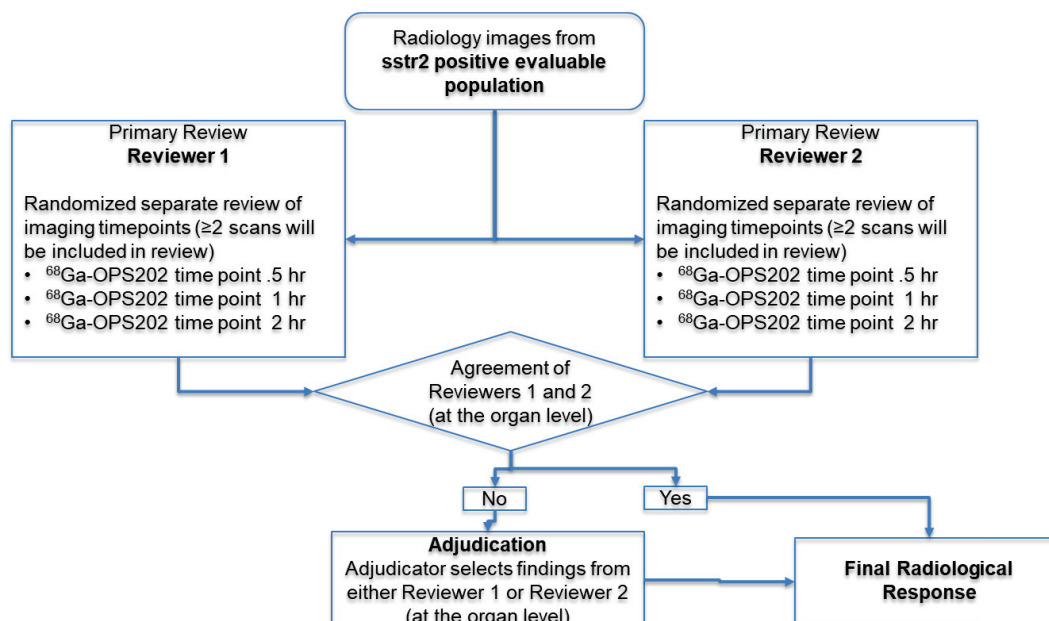 Radiology images from
sstr2 positive evaluable
population
Primary Review
Reviewer 1
Randomized separate review of
imaging timepoints (≥2 scans will
be included in review)
• ⁶⁸Ga-OPS202 time point .5 hr
• ⁶⁸Ga-OPS202 time point 1 hr
• ⁶⁸Ga-OPS202 time point 2 hr
Primary Review
Reviewer 2
Randomized separate review of
imaging timepoints (≥2 scans will
be included in review)
• ⁶⁸Ga-OPS202 time point .5 hr
• ⁶⁸Ga-OPS202 time point 1 hr
• ⁶⁸Ga-OPS202 time point 2 hr
Agreement of
Reviewers 1 and 2
(at the organ level)
No
Yes
Adjudication
Adjudicator selects findings from
either Reviewer 1 or Reviewer 2
(at the organ level)
Final Radiological
Response